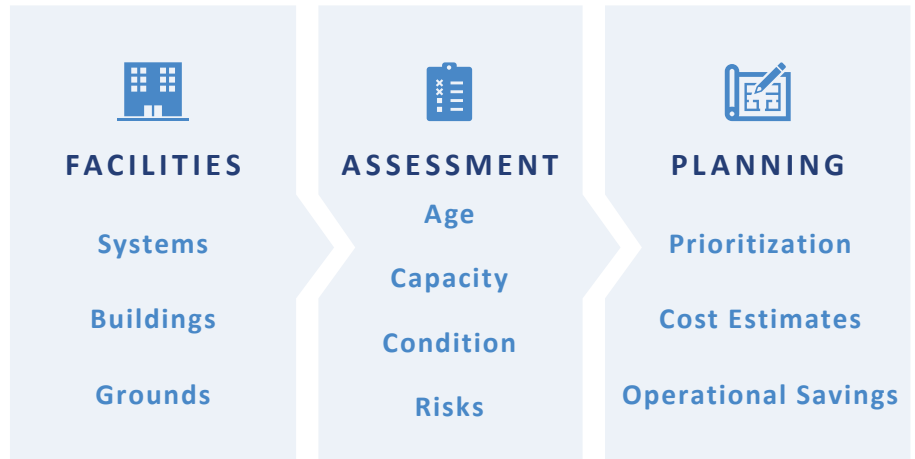 FACILITIES
Systems
Buildings
Grounds
ASSESSMENT
Age
Capacity
Condition
Risks
PLANNING
Prioritization
Cost Estimates
Operational Savings